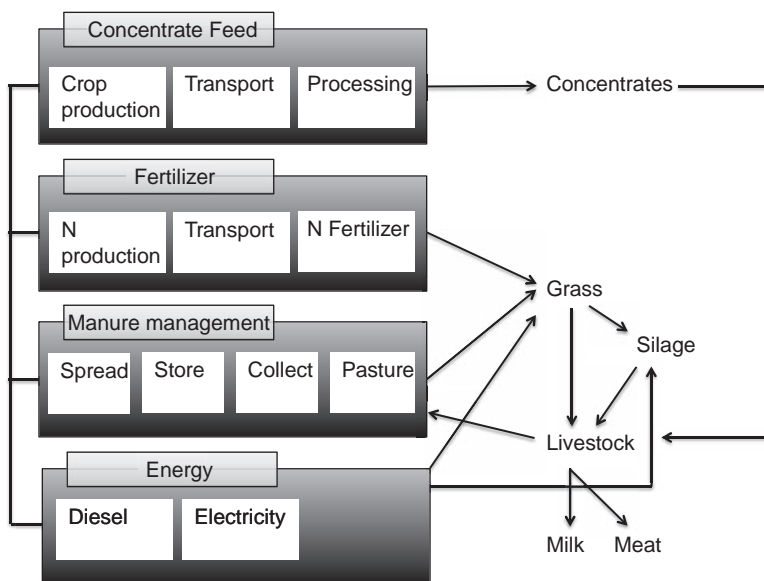 Concentrate Feed
Crop
production
Transport
Processing
Concentrates
Fertilizer
N
production
Transport
N Fertilizer
Grass
Manure management
Silage
Spread
Store
Collect
Pasture
Livestock
Energy
Diesel
Electricity
Milk
Meat